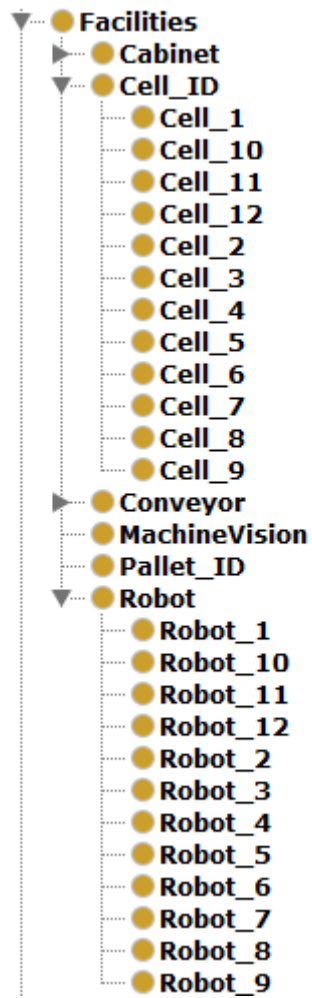 Facilities
Cabinet
Cell_ID
Cell_1
Cell_10
Cell_11
Cell_12
Cell_2
Cell_3
Cell_4
Cell_5
Cell_6
Cell_7
Cell_8
Cell_9
Conveyor
MachineVision
Pallet_ID
Robot
Robot_1
Robot_10
Robot_11
Robot_12
Robot_2
Robot_3
Robot_4
Robot_5
Robot_6
Robot_7
Robot_8
Robot_9